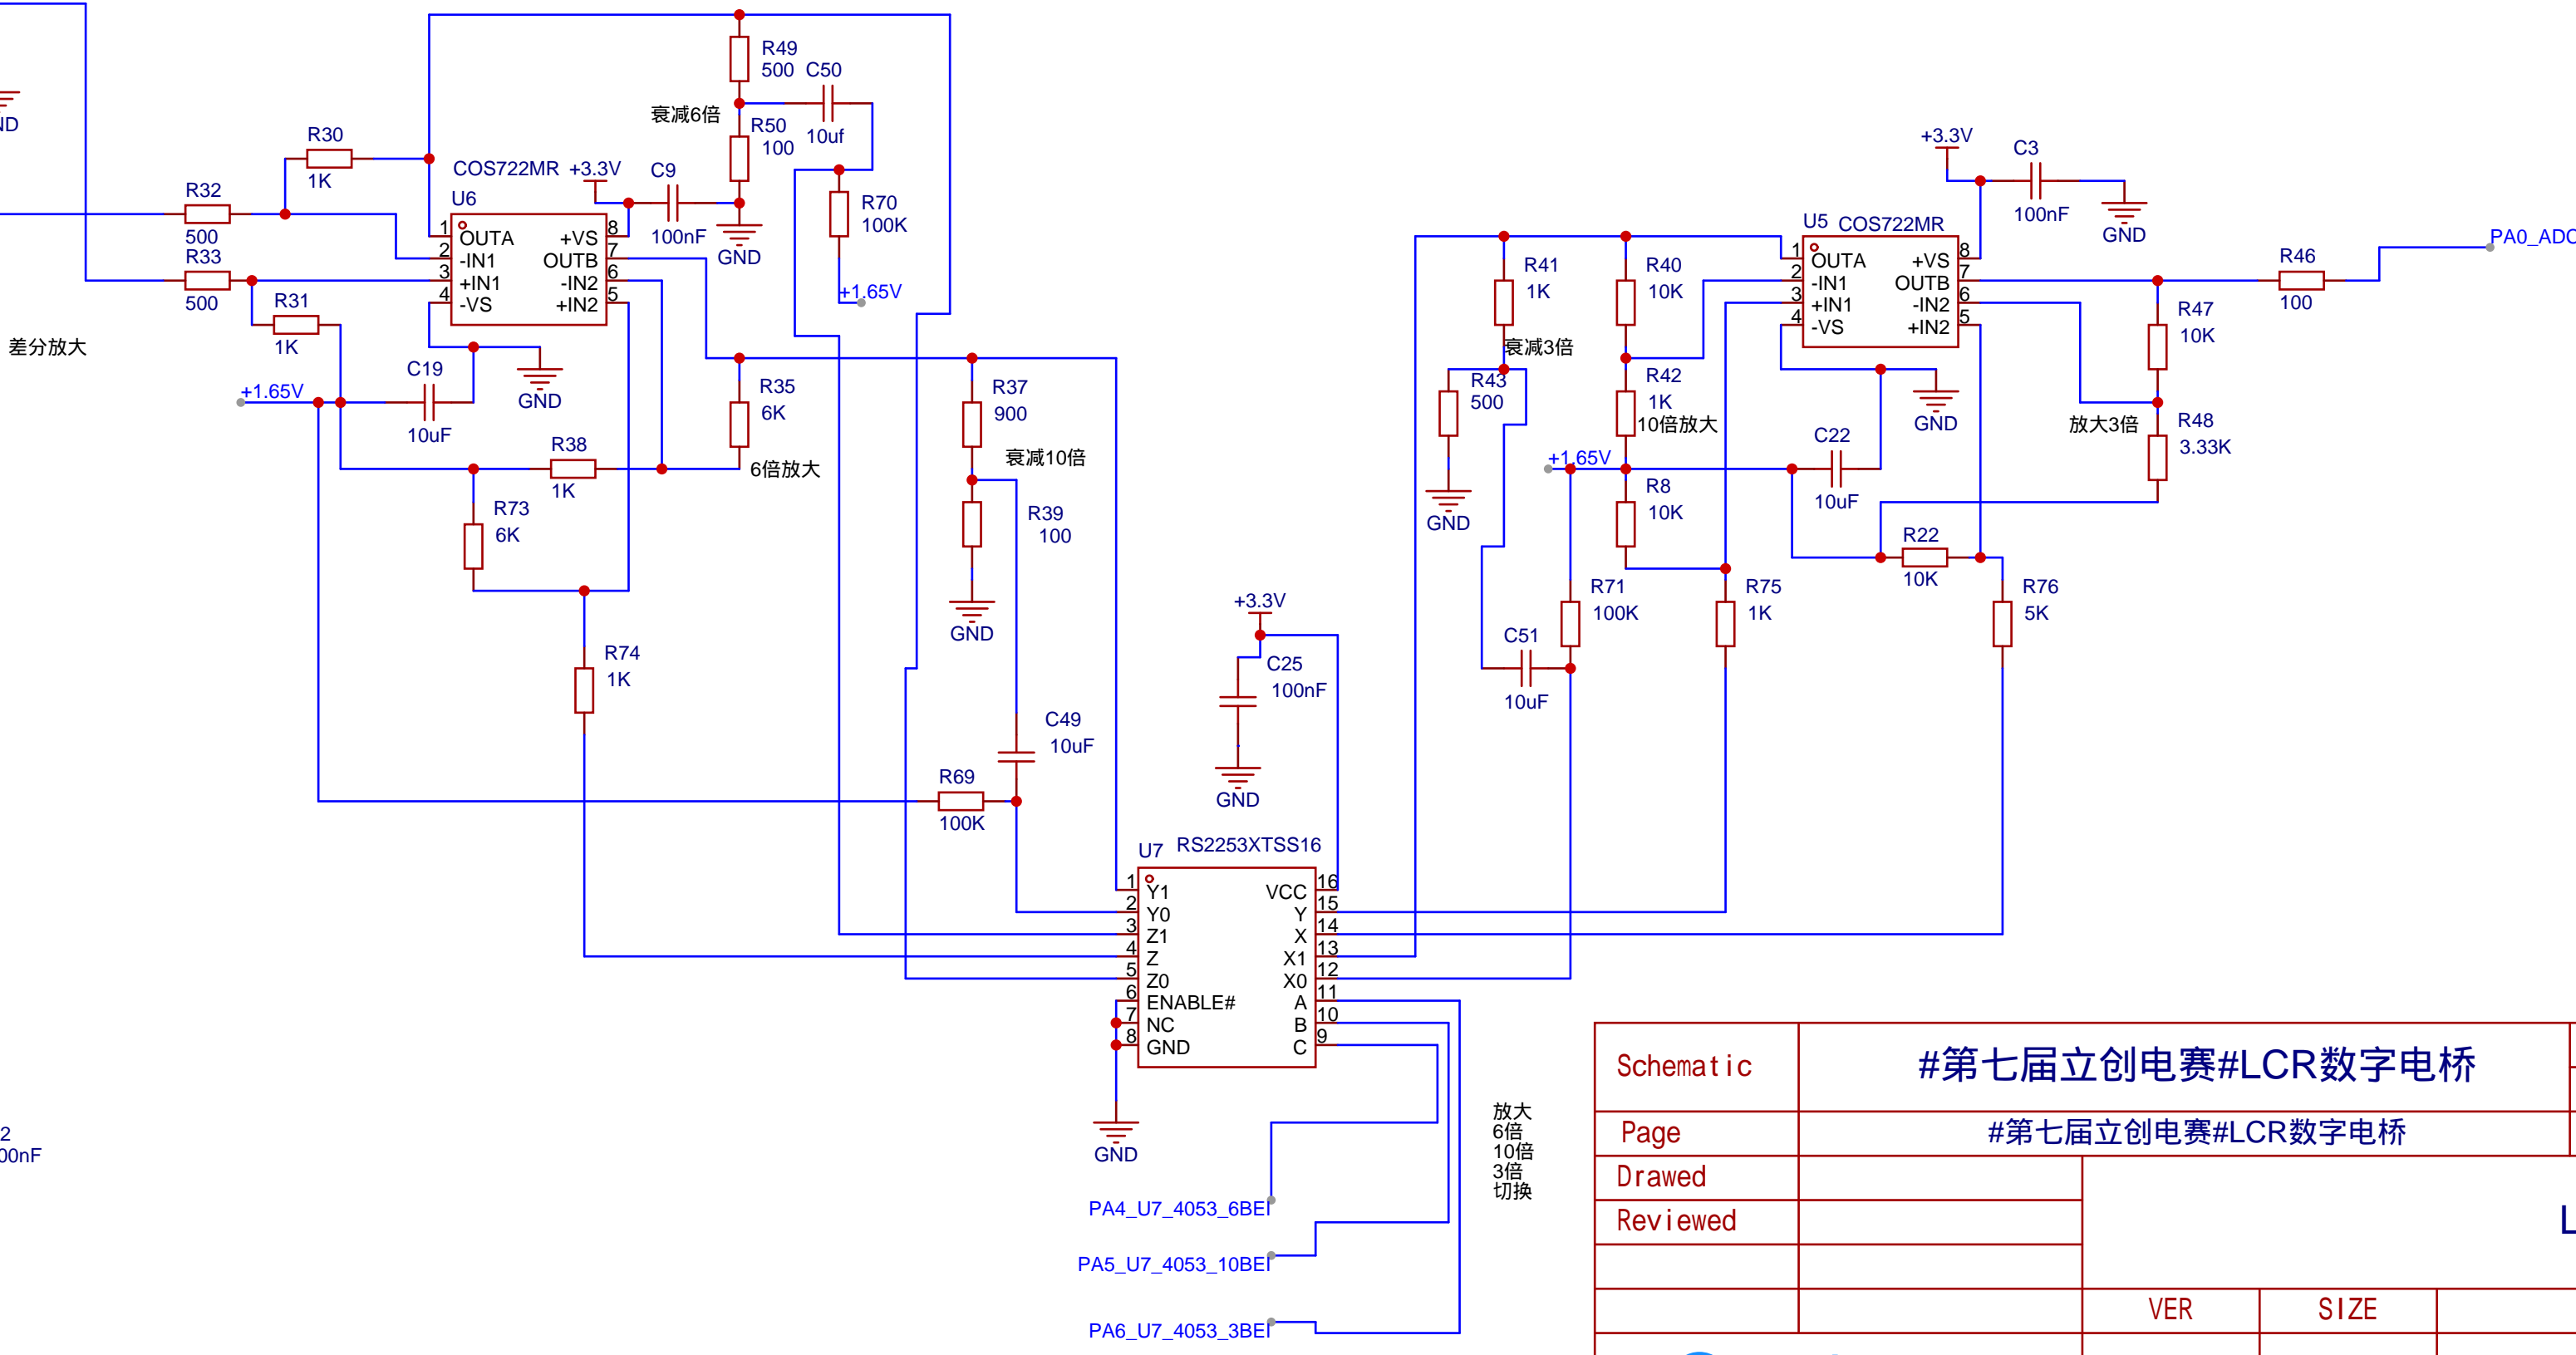 R49
500
C50
10uf
衰减6倍
R50
100
R30
1K
COS722MR
+3.3V
C9
100nF
U6
R32
500
R33
500
R31
1K
差分放大
1 OUTA
2 -IN1
3 +IN1
4 -VS
+VS 8
OUTB 7
-IN2 6
+IN2 5
GND
R70
100K
+1.65V
C19
10uF
GND
+1.65V
R38
1K
R35
6K
6倍放大
R37
900
衰减10倍
R39
100
GND
R73
6K
R74
1K
C49
10uF
R69
100K
+3.3V
C25
100nF
GND
U7
RS2253XTSS16
1 Y1
2 Y0
3 Z1
4 Z
5 Z0
6 ENABLE#
7 NC
8 GND
VCC 16
Y 15
X 14
X1 13
X0 12
A 11
B 10
C 9
GND
PA4_U7_4053_6BEI
PA5_U7_4053_10BEI
PA6_U7_4053_3BEI
放大
6倍
10倍
3倍
切换
+3.3V
C3
100nF
GND
U5
COS722MR
1 OUTA
2 -IN1
3 +IN1
4 -VS
+VS 8
OUTB 7
-IN2 6
+IN2 5
R41
1K
R40
10K
衰减3倍
R43
500
R42
1K
10倍放大
GND
+1.65V
R8
10K
C22
10uF
GND
R46
100
PA0_ADC
R47
10K
放大3倍
R48
3.33K
R22
10K
R71
100K
R75
1K
R76
5K
C51
10uF
Schematic
#第七届立创电赛#LCR数字电桥
Page
#第七届立创电赛#LCR数字电桥
Drawed
Reviewed
VER
SIZE